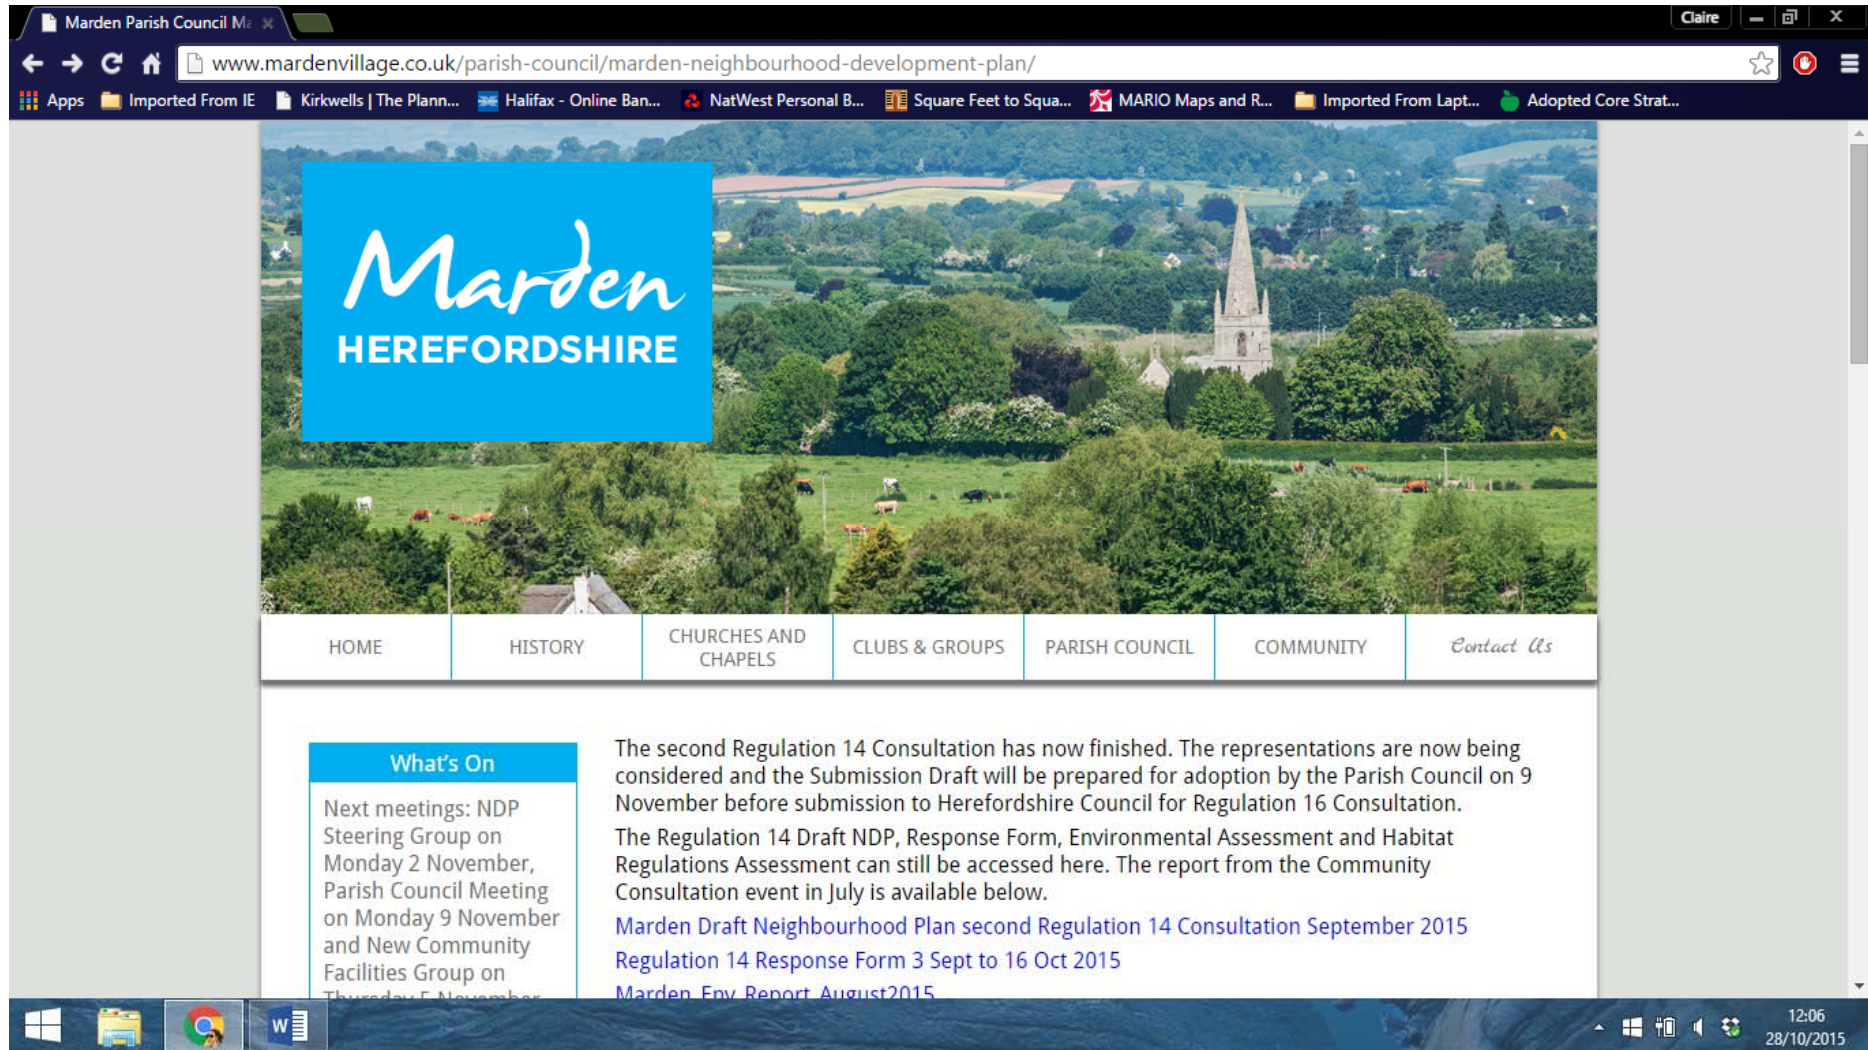 Marden Parish Council Ma
Claire
www.mardenvillage.co.uk/parish-council/marden-neighbourhood-development-plan/
Apps
Imported From IE
Kirkwells | The Plann...
Halifax - Online Ban...
NatWest Personal B...
Square Feet to Squa...
MARIO Maps and R...
Imported From Lapt...
Adopted Core Strat...
Marden
HEREFORDSHIRE
HOME
HISTORY
CHURCHES AND
CHAPELS
CLUBS & GROUPS
PARISH COUNCIL
COMMUNITY
Contact Us
What's On
Next meetings: NDP
Steering Group on
Monday 2 November,
Parish Council Meeting
on Monday 9 November
and New Community
Facilities Group on
Thursday 5 November
The second Regulation 14 Consultation has now finished. The representations are now being
considered and the Submission Draft will be prepared for adoption by the Parish Council on 9
November before submission to Herefordshire Council for Regulation 16 Consultation.
The Regulation 14 Draft NDP, Response Form, Environmental Assessment and Habitat
Regulations Assessment can still be accessed here. The report from the Community
Consultation event in July is available below.
Marden Draft Neighbourhood Plan second Regulation 14 Consultation September 2015
Regulation 14 Response Form 3 Sept to 16 Oct 2015
Marden_Env_Report_August2015
12:06
28/10/2015